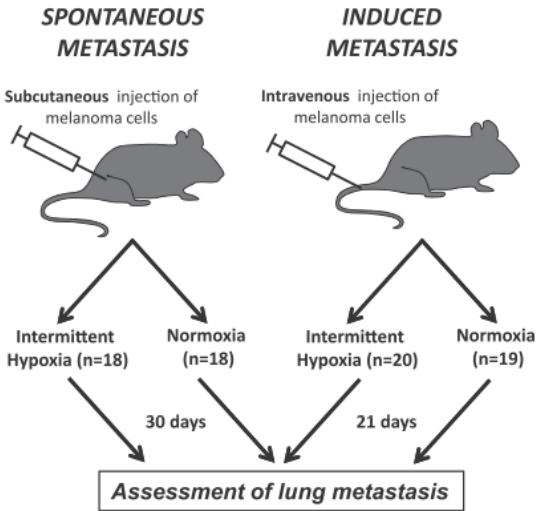 SPONTANEOUS
METASTASIS
Subcutaneous injection of
melanoma cells
INDUCED
METASTASIS
Intravenous injection of
melanoma cells
Intermittent
Hypoxia (n=18)
Normoxia
(n=18)
Intermittent
Hypoxia (n=20)
Normoxia
(n=19)
30 days
21 days
Assessment of lung metastasis